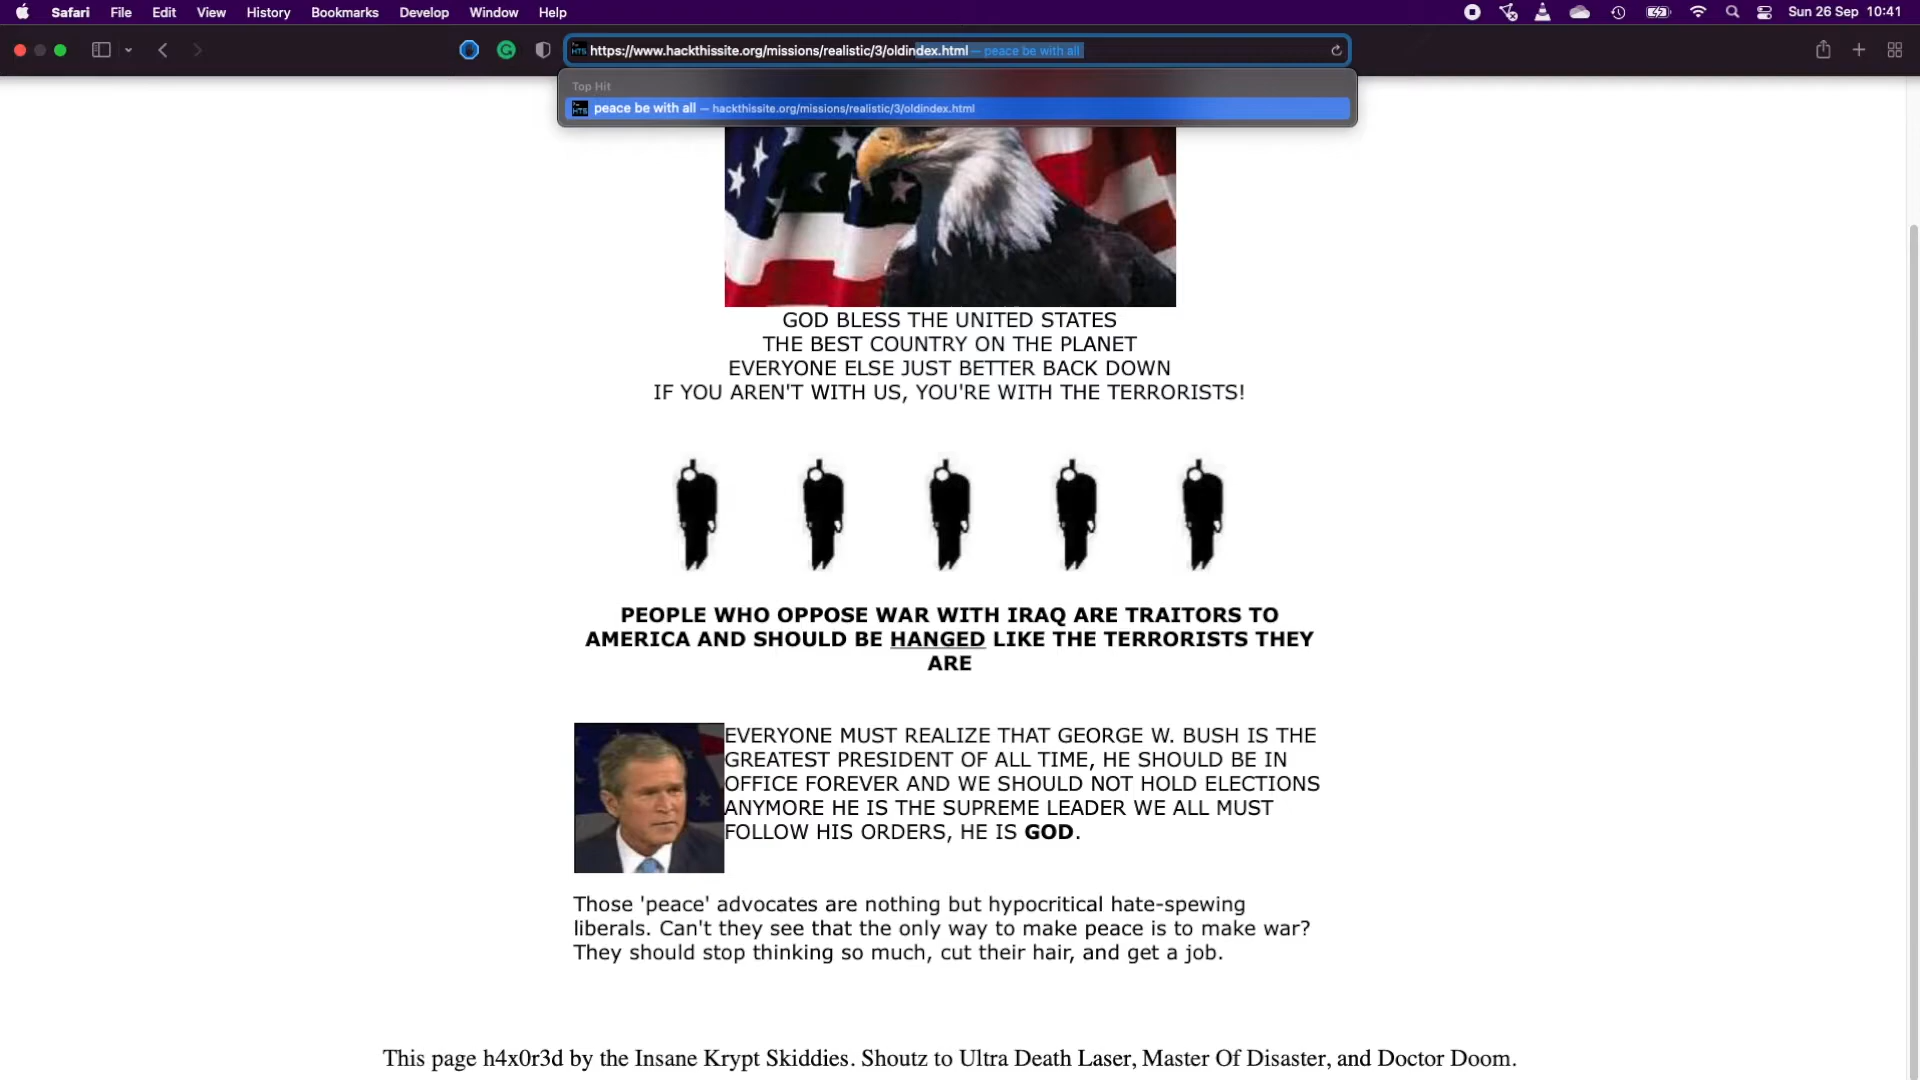 Safari File Edit View History Bookmarks Develop Window Help Sun 26 Sep 10:41
https://www.hackthissite.org/missions/realistic/3/oldindex.html — peace be with all
Top Hit
peace be with all — hackthissite.org/missions/realistic/3/oldindex.html
GOD BLESS THE UNITED STATES
THE BEST COUNTRY ON THE PLANET
EVERYONE ELSE JUST BETTER BACK DOWN
IF YOU AREN'T WITH US, YOU'RE WITH THE TERRORISTS!
PEOPLE WHO OPPOSE WAR WITH IRAQ ARE TRAITORS TO
AMERICA AND SHOULD BE HANGED LIKE THE TERRORISTS THEY
ARE
EVERYONE MUST REALIZE THAT GEORGE W. BUSH IS THE
GREATEST PRESIDENT OF ALL TIME, HE SHOULD BE IN
OFFICE FOREVER AND WE SHOULD NOT HOLD ELECTIONS
ANYMORE HE IS THE SUPREME LEADER WE ALL MUST
FOLLOW HIS ORDERS, HE IS GOD.
Those 'peace' advocates are nothing but hypocritical hate-spewing
liberals. Can't they see that the only way to make peace is to make war?
They should stop thinking so much, cut their hair, and get a job.
This page h4x0r3d by the Insane Krypt Skiddies. Shoutz to Ultra Death Laser, Master Of Disaster, and Doctor Doom.